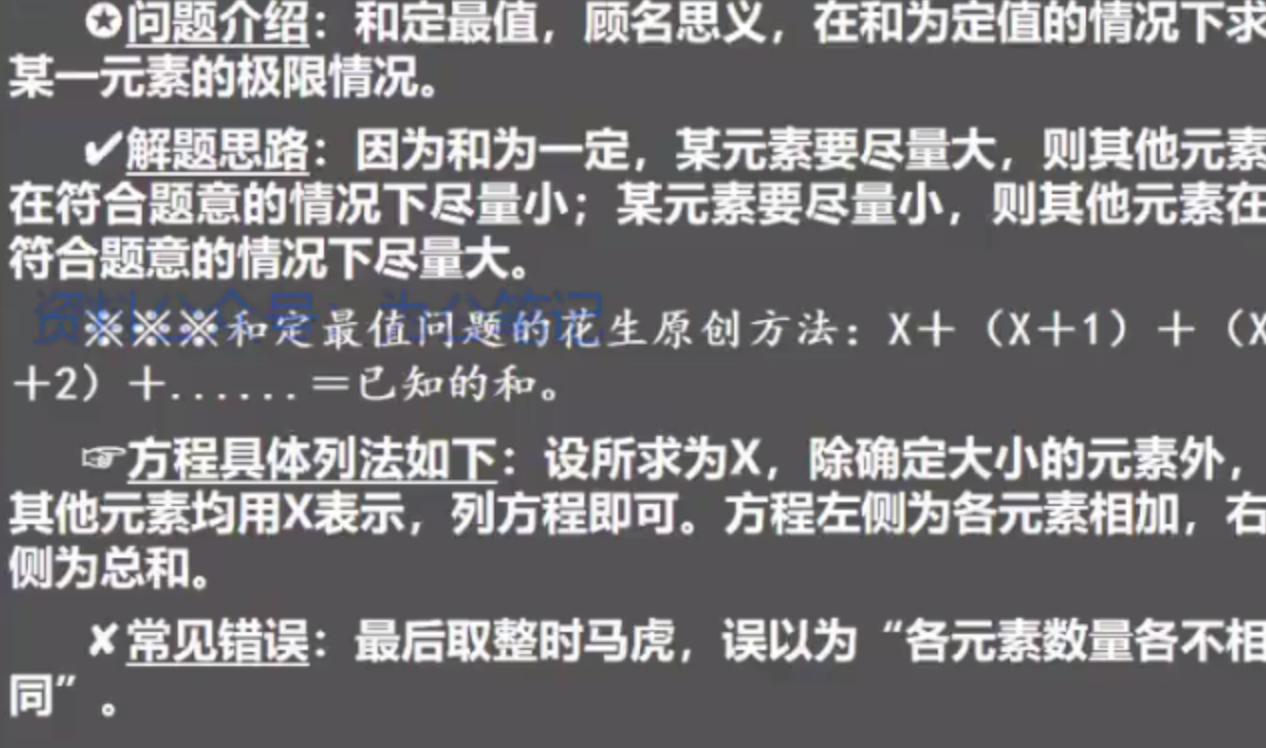 ✪问题介绍：和定最值，顾名思义，在和为定值的情况下求
某一元素的极限情况。
✔解题思路：因为和为一定，某元素要尽量大，则其他元素
在符合题意的情况下尽量小；某元素要尽量小，则其他元素在
符合题意的情况下尽量大。
资料公众号：为公笔记
※※※和定最值问题的花生原创方法：X＋（X＋1）＋（X
＋2）＋......＝已知的和。
☞方程具体列法如下：设所求为X，除确定大小的元素外，
其他元素均用X表示，列方程即可。方程左侧为各元素相加，右
侧为总和。
✘常见错误：最后取整时马虎，误以为“各元素数量各不相
同”。